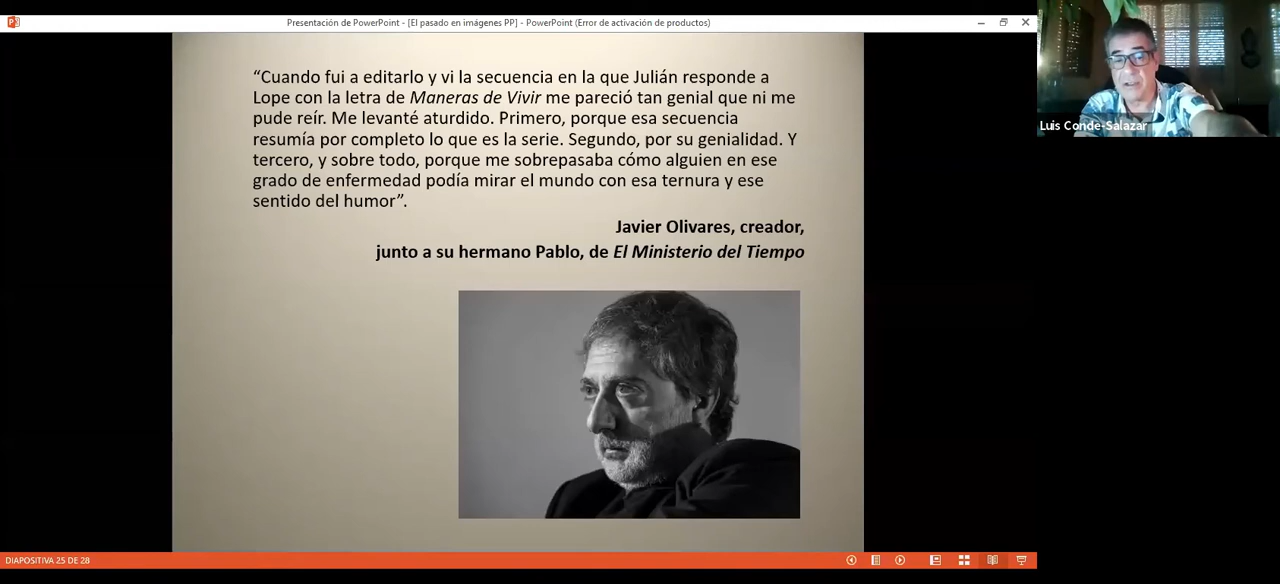 Presentación de PowerPoint - [El pasado en imágenes PP] - PowerPoint (Error de activación de productos)
“Cuando fui a editarlo y vi la secuencia en la que Julián responde a
Lope con la letra de Maneras de Vivir me pareció tan genial que ni me
pude reír. Me levanté aturdido. Primero, porque esa secuencia
resumía por completo lo que es la serie. Segundo, por su genialidad. Y
tercero, y sobre todo, porque me sobrepasaba cómo alguien en ese
grado de enfermedad podía mirar el mundo con esa ternura y ese
sentido del humor”.
Javier Olivares, creador,
junto a su hermano Pablo, de El Ministerio del Tiempo
Luis Conde-Salazar
DIAPOSITIVA 25 DE 28